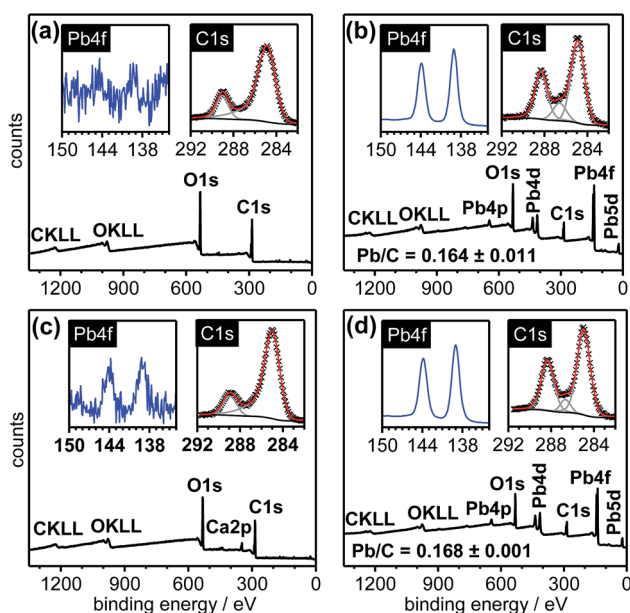 (a) Pb4f C1s
150 144 138 292 288 284
O1s
C1s
CKLL OKLL
1200 900 600 300 0
counts
(b) Pb4f C1s
150 144 138 292 288 284
O1s Pb4d Pb4f
CKLL OKLL Pb4p C1s Pb5d
Pb/C = 0.164 ± 0.011
1200 900 600 300 0
(c) Pb4f C1s
150 144 138 292 288 284
O1s
C1s
CKLL OKLL Ca2p
1200 900 600 300 0
counts
binding energy / eV
(d) Pb4f C1s
150 144 138 292 288 284
O1s Pb4d Pb4f
CKLL OKLL Pb4p C1s Pb5d
Pb/C = 0.168 ± 0.001
1200 900 600 300 0
binding energy / eV